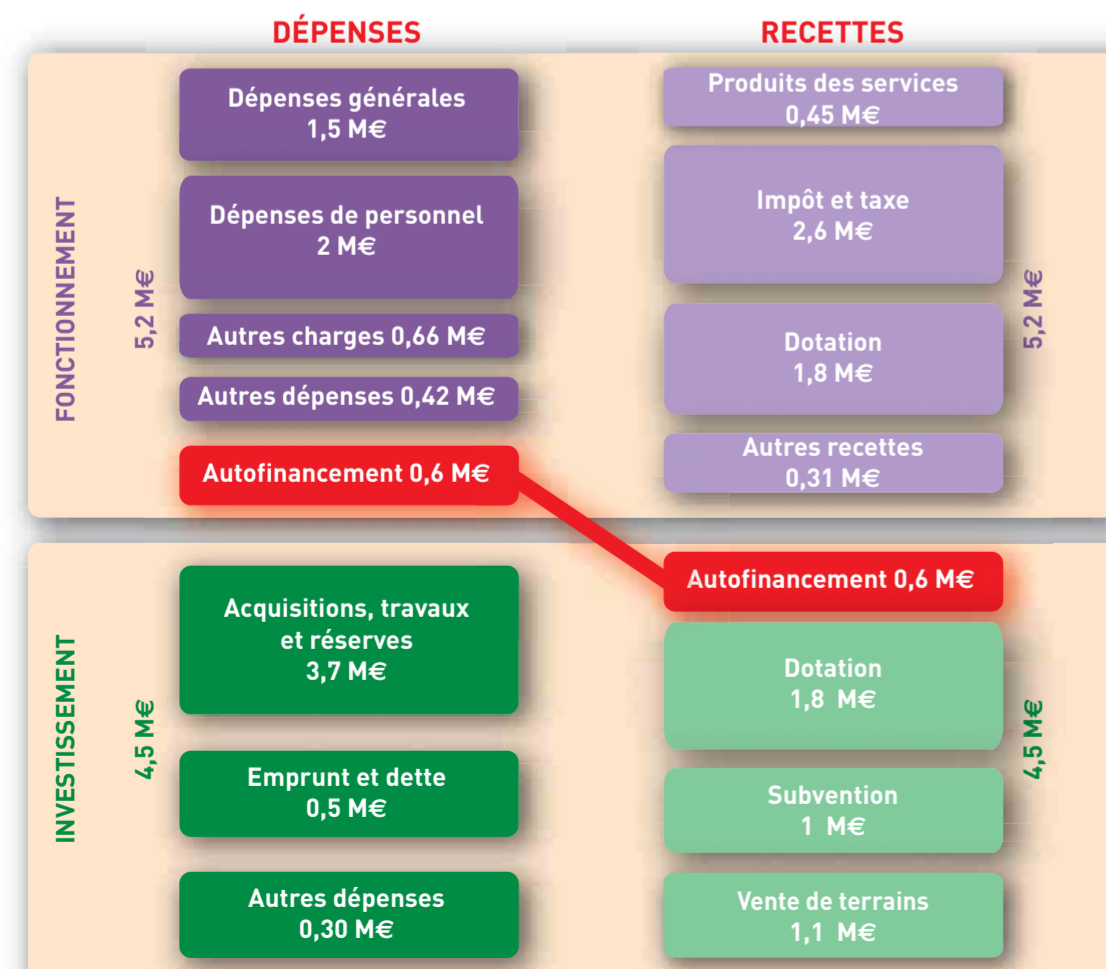 DÉPENSES
RECETTES
FONCTIONNEMENT
5,2 M€
Dépenses générales
1,5 M€
Dépenses de personnel
2 M€
Autres charges 0,66 M€
Autres dépenses 0,42 M€
Autofinancement 0,6 M€
Produits des services
0,45 M€
Impôt et taxe
2,6 M€
Dotation
1,8 M€
Autres recettes
0,31 M€
5,2 M€
INVESTISSEMENT
4,5 M€
Acquisitions, travaux
et réserves
3,7 M€
Emprunt et dette
0,5 M€
Autres dépenses
0,30 M€
Autofinancement 0,6 M€
Dotation
1,8 M€
Subvention
1 M€
Vente de terrains
1,1 M€
4,5 M€